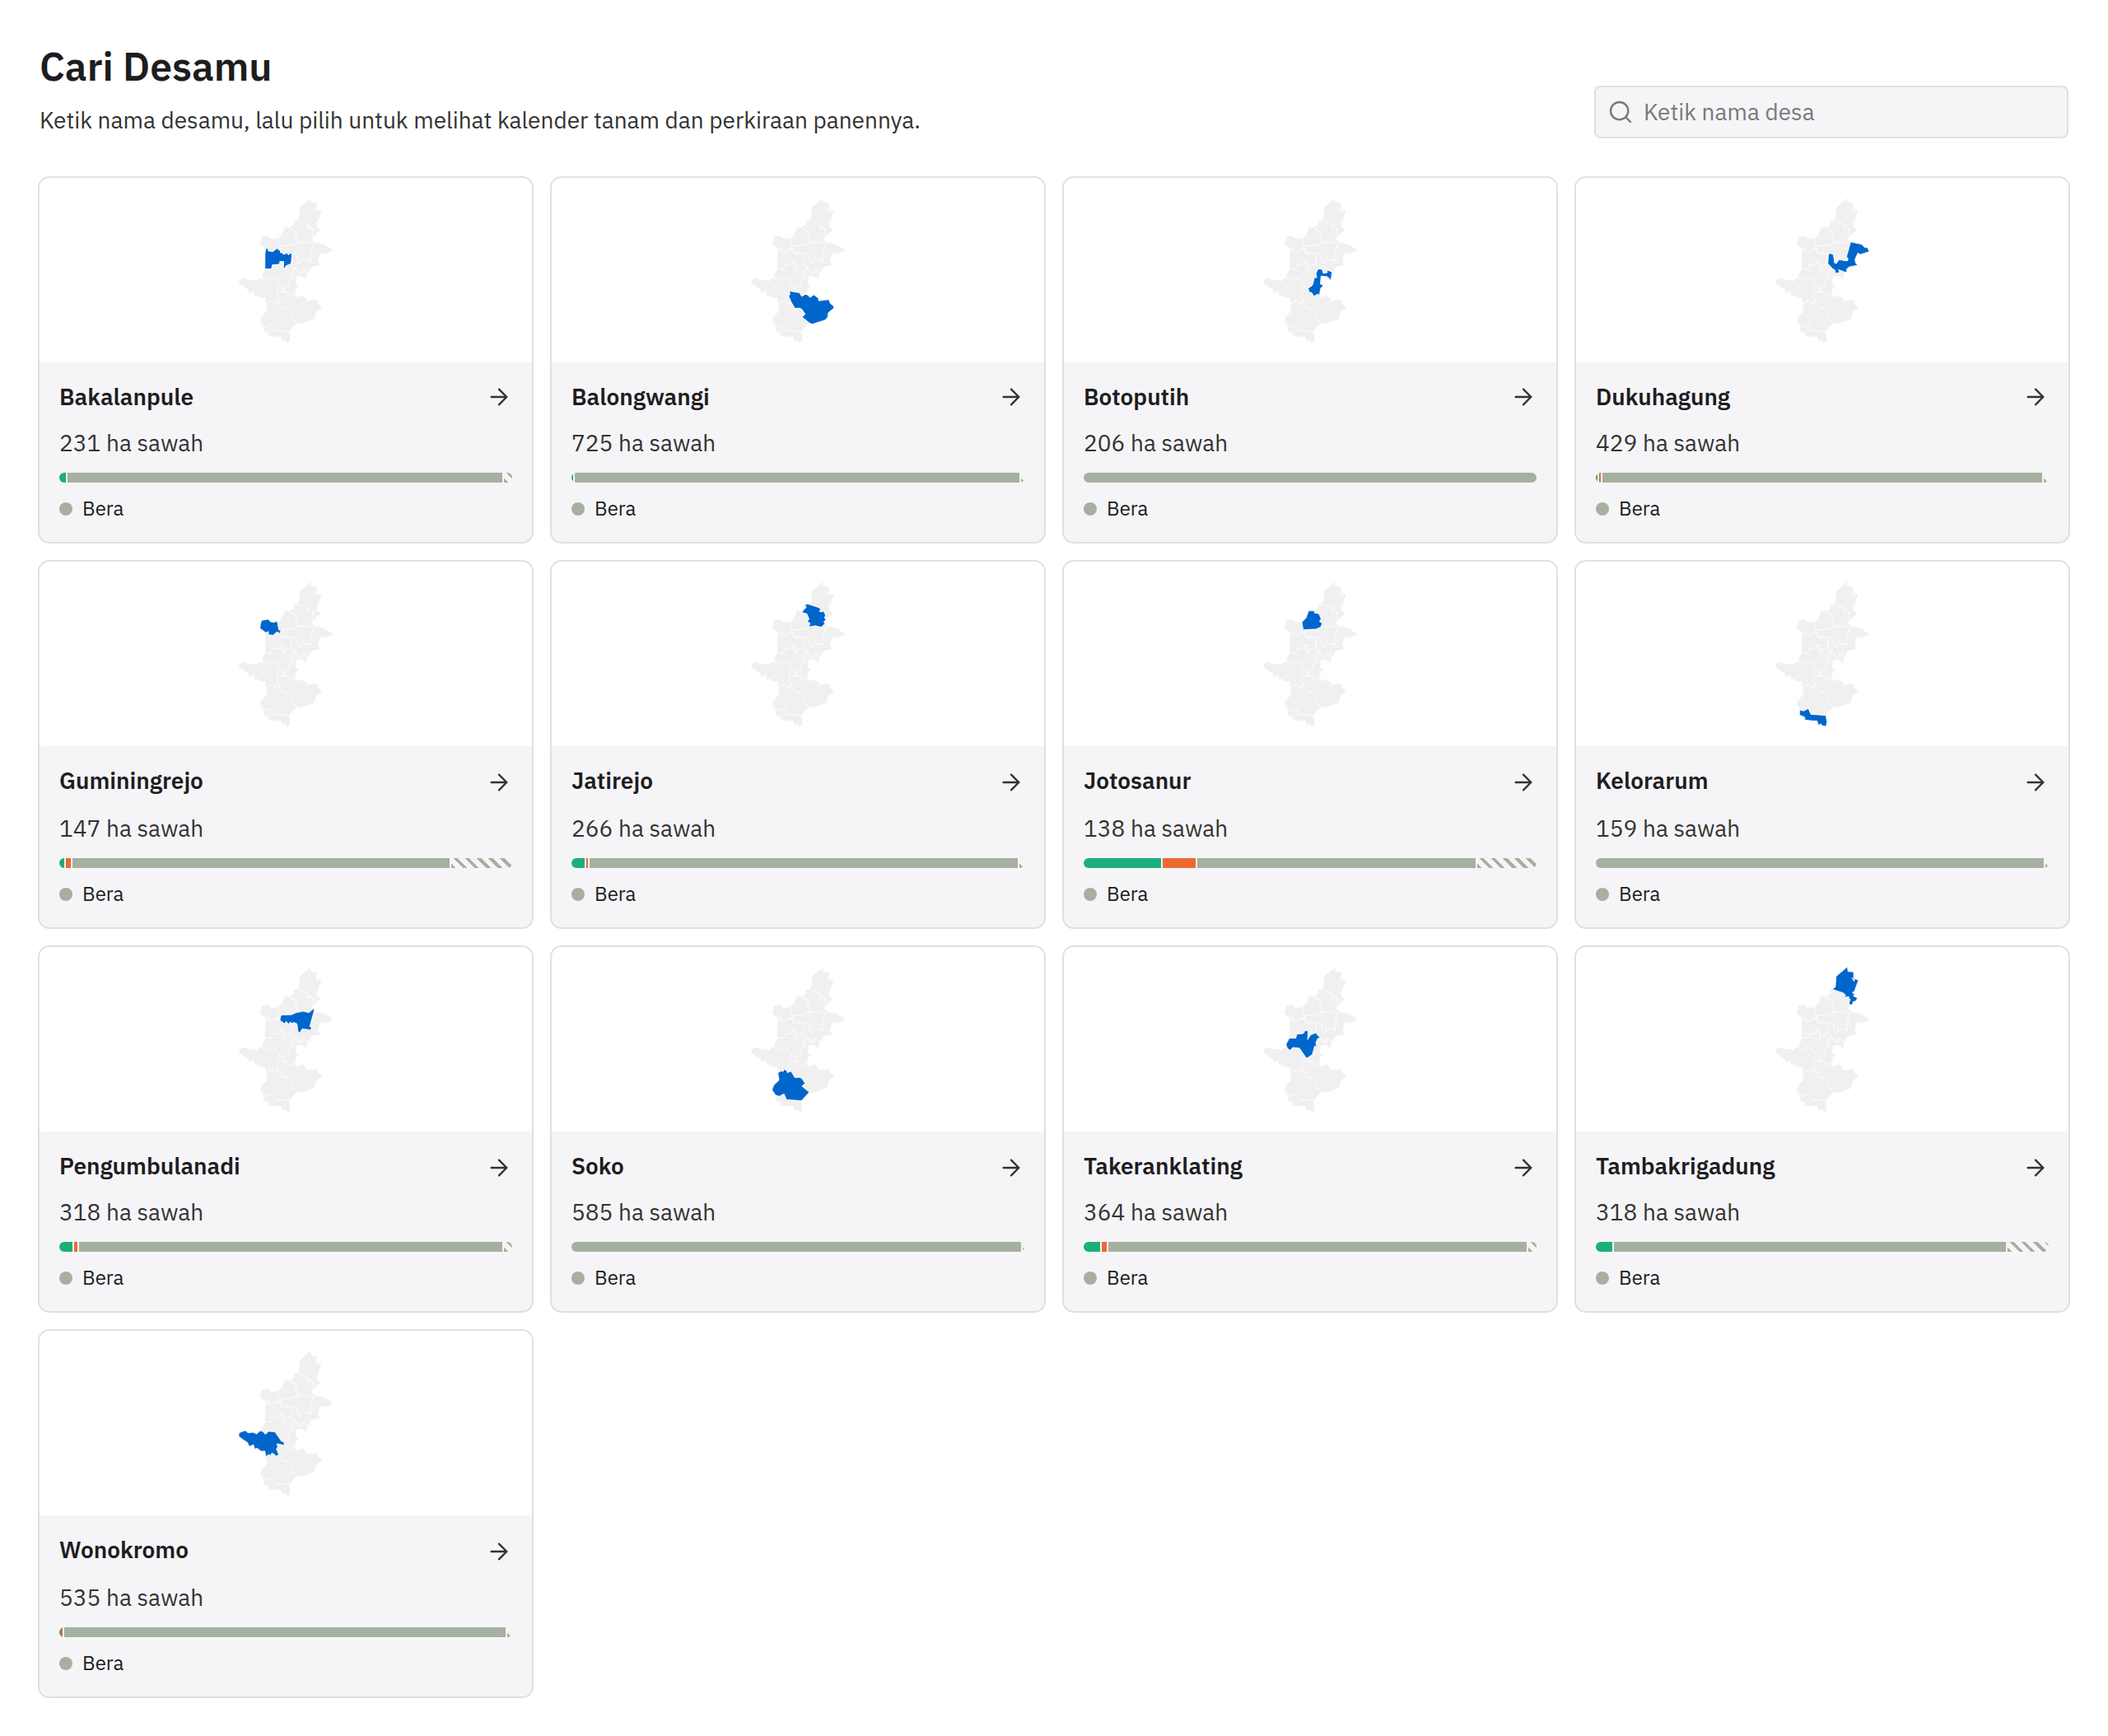 Cari Desamu
Ketik nama desamu, lalu pilih untuk melihat kalender tanam dan perkiraan panennya.
Ketik nama desa
Bakalanpule
231 ha sawah
Bera
Balongwangi
725 ha sawah
Bera
Botoputih
206 ha sawah
Bera
Dukuhagung
429 ha sawah
Bera
Guminingrejo
147 ha sawah
Bera
Jatirejo
266 ha sawah
Bera
Jotosanur
138 ha sawah
Bera
Kelorarum
159 ha sawah
Bera
Pengumbulanadi
318 ha sawah
Bera
Soko
585 ha sawah
Bera
Takeranklating
364 ha sawah
Bera
Tambakrigadung
318 ha sawah
Bera
Wonokromo
535 ha sawah
Bera